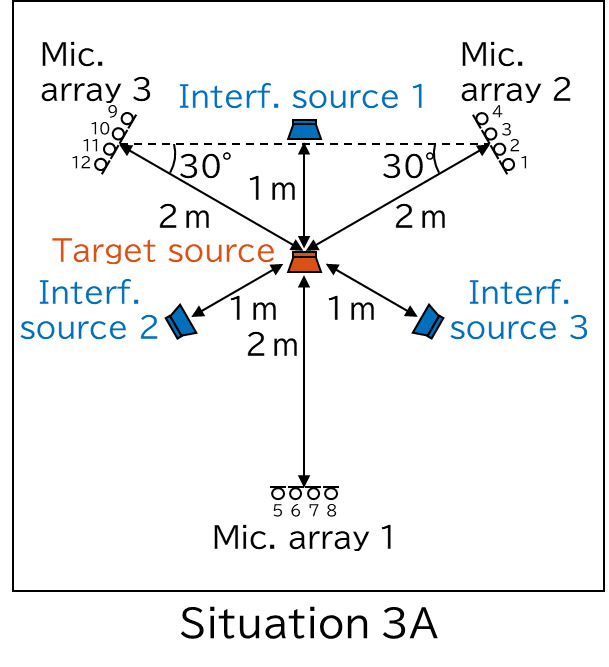 Mic.
array 3
Mic.
array 2
Interf. source 1
9
10
11
12
4
3
2
1
30°
30°
1 m
2 m
2 m
Target source
Interf.
source 2
1 m
1 m
Interf.
source 3
2 m
5 6 7 8
Mic. array 1
Situation 3A